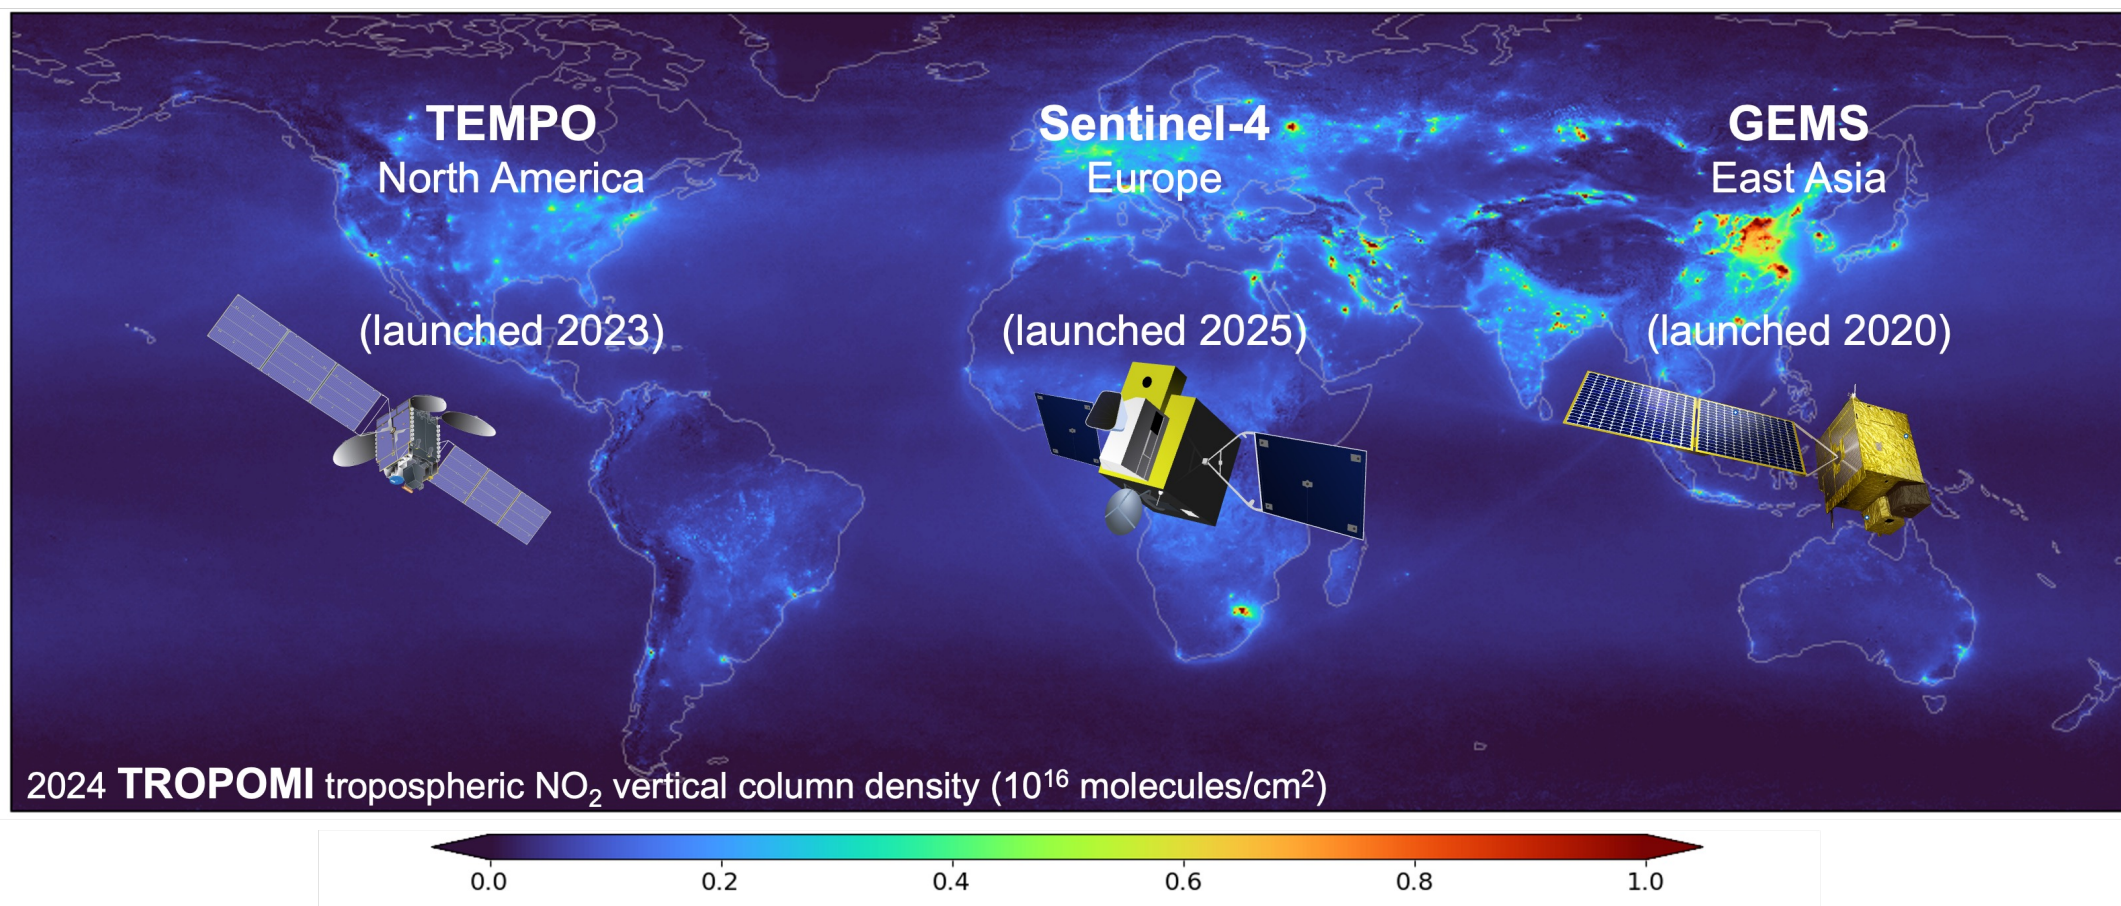 TEMPO
North America
(launched 2023)
Sentinel-4
Europe
(launched 2025)
GEMS
East Asia
(launched 2020)
2024 TROPOMI tropospheric NO₂ vertical column density (10¹⁶ molecules/cm²)
0.0 0.2 0.4 0.6 0.8 1.0